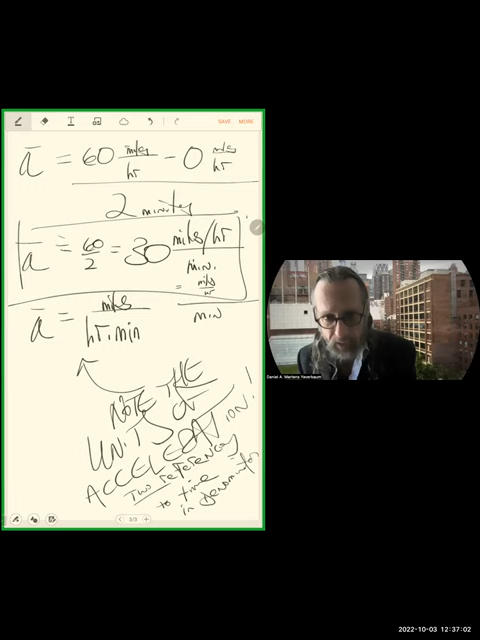 SAVE MORE
ā = 60 miles/hr - 0 miles/hr
2 minutes
ā = 60/2 = 30 miles/hr
min.
= miles/hr
min
ā = miles
hr. min
NOTE THE
UNITS OF
ACCELERATION!
TWO references
to time
in Denominator
3/3
Daniel A. Martens Yaverbaum
2022-10-03 12:37:02